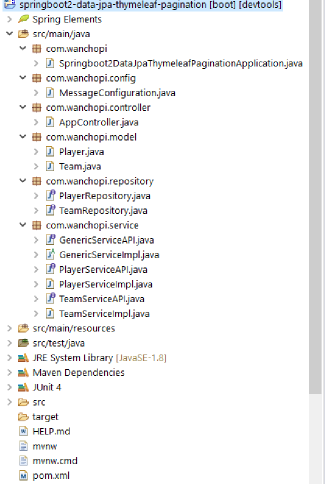 springboot2-data-jpa-thymeleaf-pagination [boot] [devtools]
Spring Elements
src/main/java
com.wanchopi
Springboot2DataJpaThymeleafPaginationApplication.java
com.wanchopi.config
MessageConfiguration.java
com.wanchopi.controller
AppController.java
com.wanchopi.model
Player.java
Team.java
com.wanchopi.repository
PlayerRepository.java
TeamRepository.java
com.wanchopi.service
GenericServiceAPI.java
GenericServiceImpl.java
PlayerServiceAPI.java
PlayerServiceImpl.java
TeamServiceAPI.java
TeamServiceImpl.java
src/main/resources
src/test/java
JRE System Library [JavaSE-1.8]
Maven Dependencies
JUnit 4
src
target
HELP.md
mvnw
mvnw.cmd
pom.xml